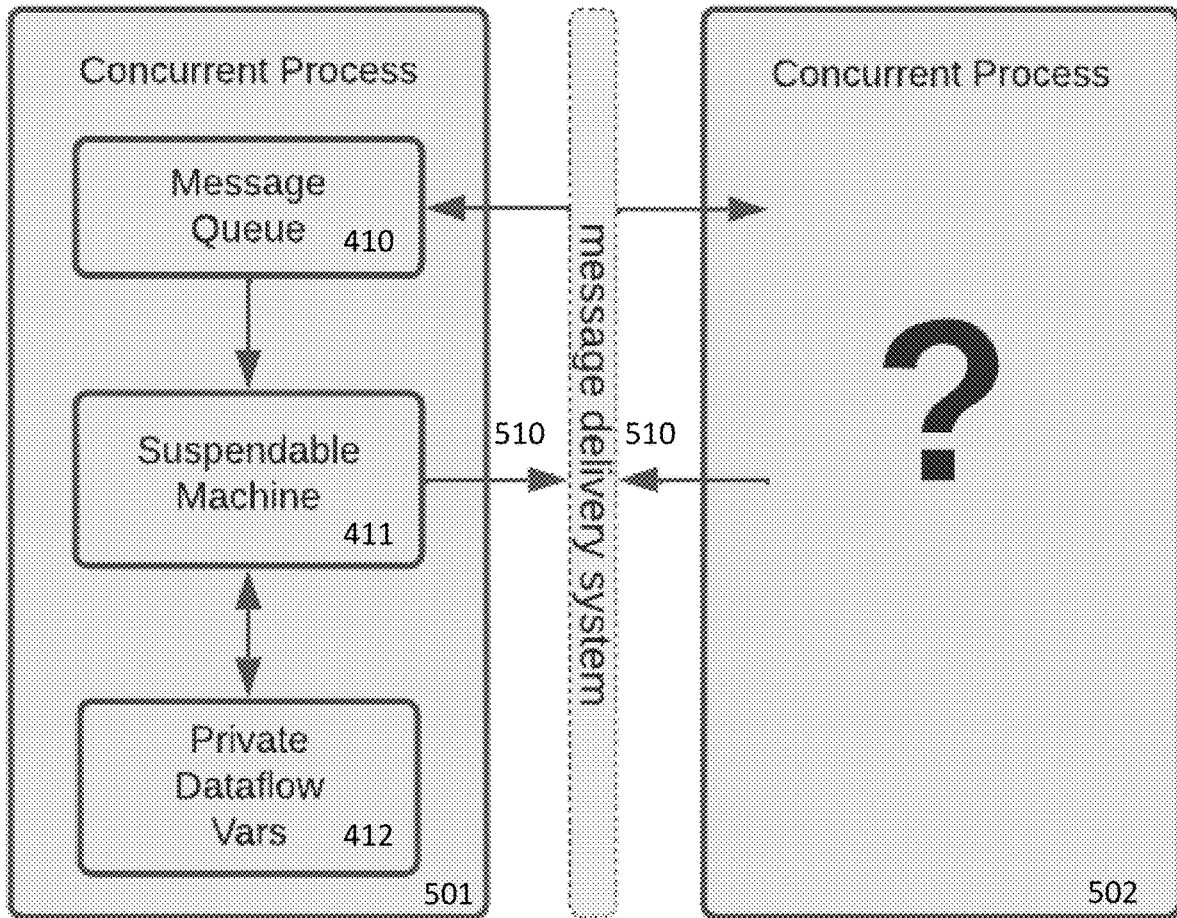 Concurrent Process
Message
Queue
410
Suspendable
Machine
411
Private
Dataflow
Vars
412
501
510
message delivery system
510
Concurrent Process
?
502